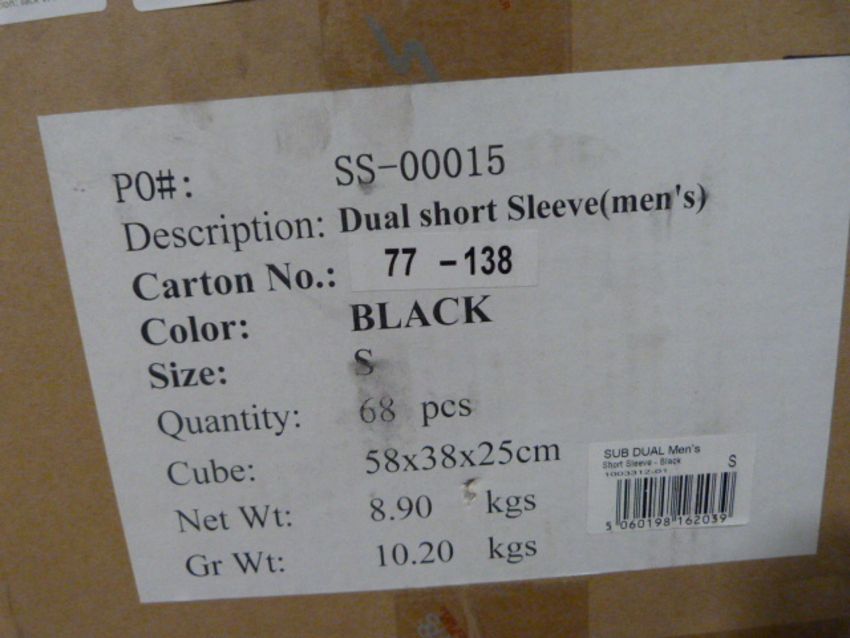 PO#: SS-00015
Description: Dual short Sleeve(men's)
Carton No.: 77 -138
Color: BLACK
Size: S
Quantity: 68 pcs
Cube: 58x38x25cm
Net Wt: 8.90 kgs
Gr Wt: 10.20 kgs
SUB DUAL Men's
Short Sleeve - Black S
1003312-01
5 060198 162039